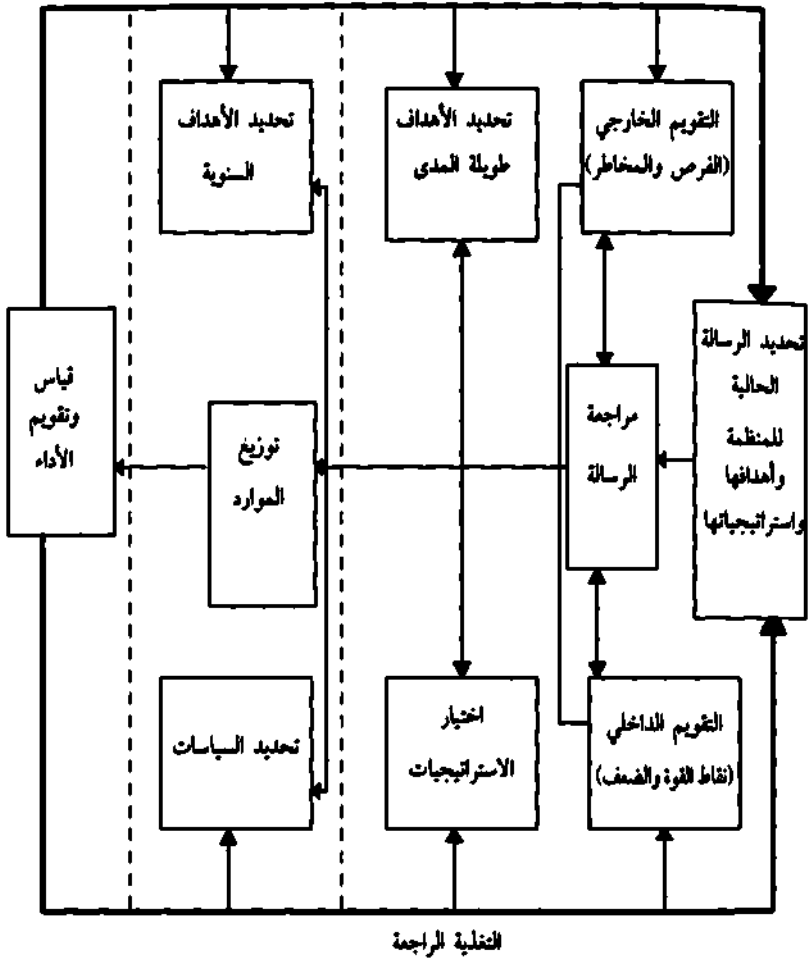 تحديد الرسالة
الحالية
للمنظمة
وأهدافها
واستراتيجياتها
التقويم الخارجي
(الفرص والمخاطر)
مراجعة
الرسالة
التقويم الداخلي
(نقاط القوة والضعف)
تحديد الأهداف
طويلة المدى
اختيار
الاستراتيجيات
تحديد الأهداف
السنوية
توزيع
الموارد
تحديد السياسات
قياس
وتقويم
الأداء
التغذية الراجعة